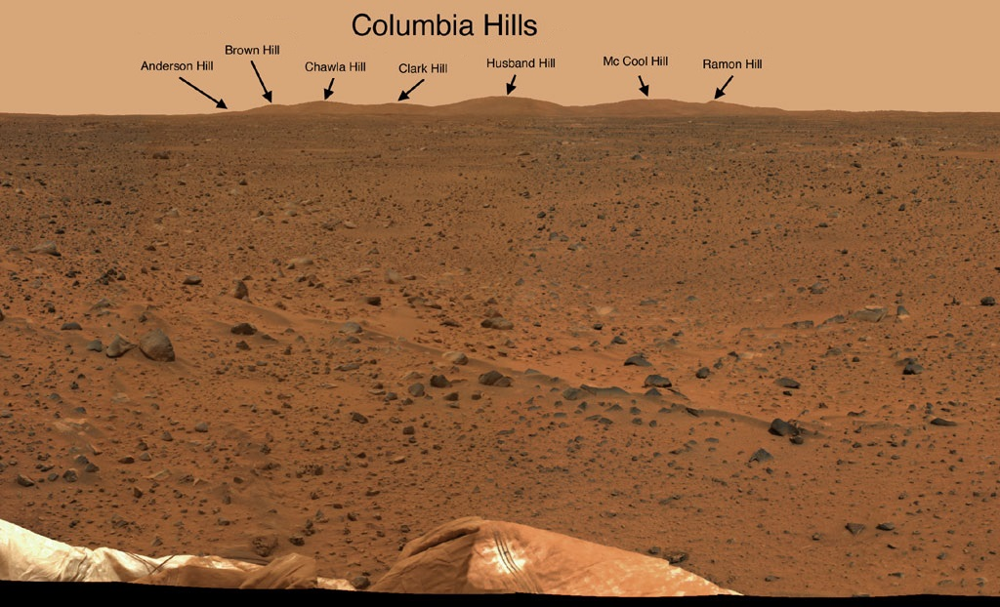 Columbia Hills
Anderson Hill
Brown Hill
Chawla Hill
Clark Hill
Husband Hill
Mc Cool Hill
Ramon Hill